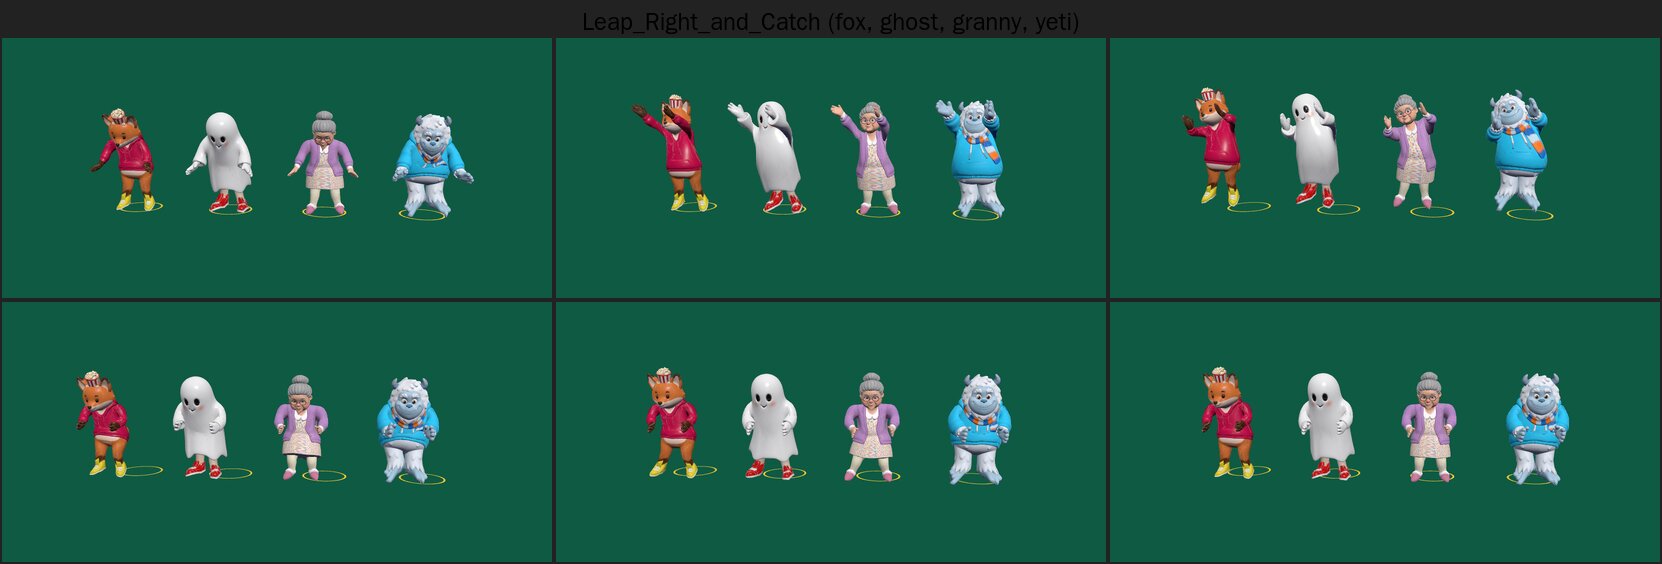 Leap_Right_and_Catch (fox, ghost, granny, yeti)